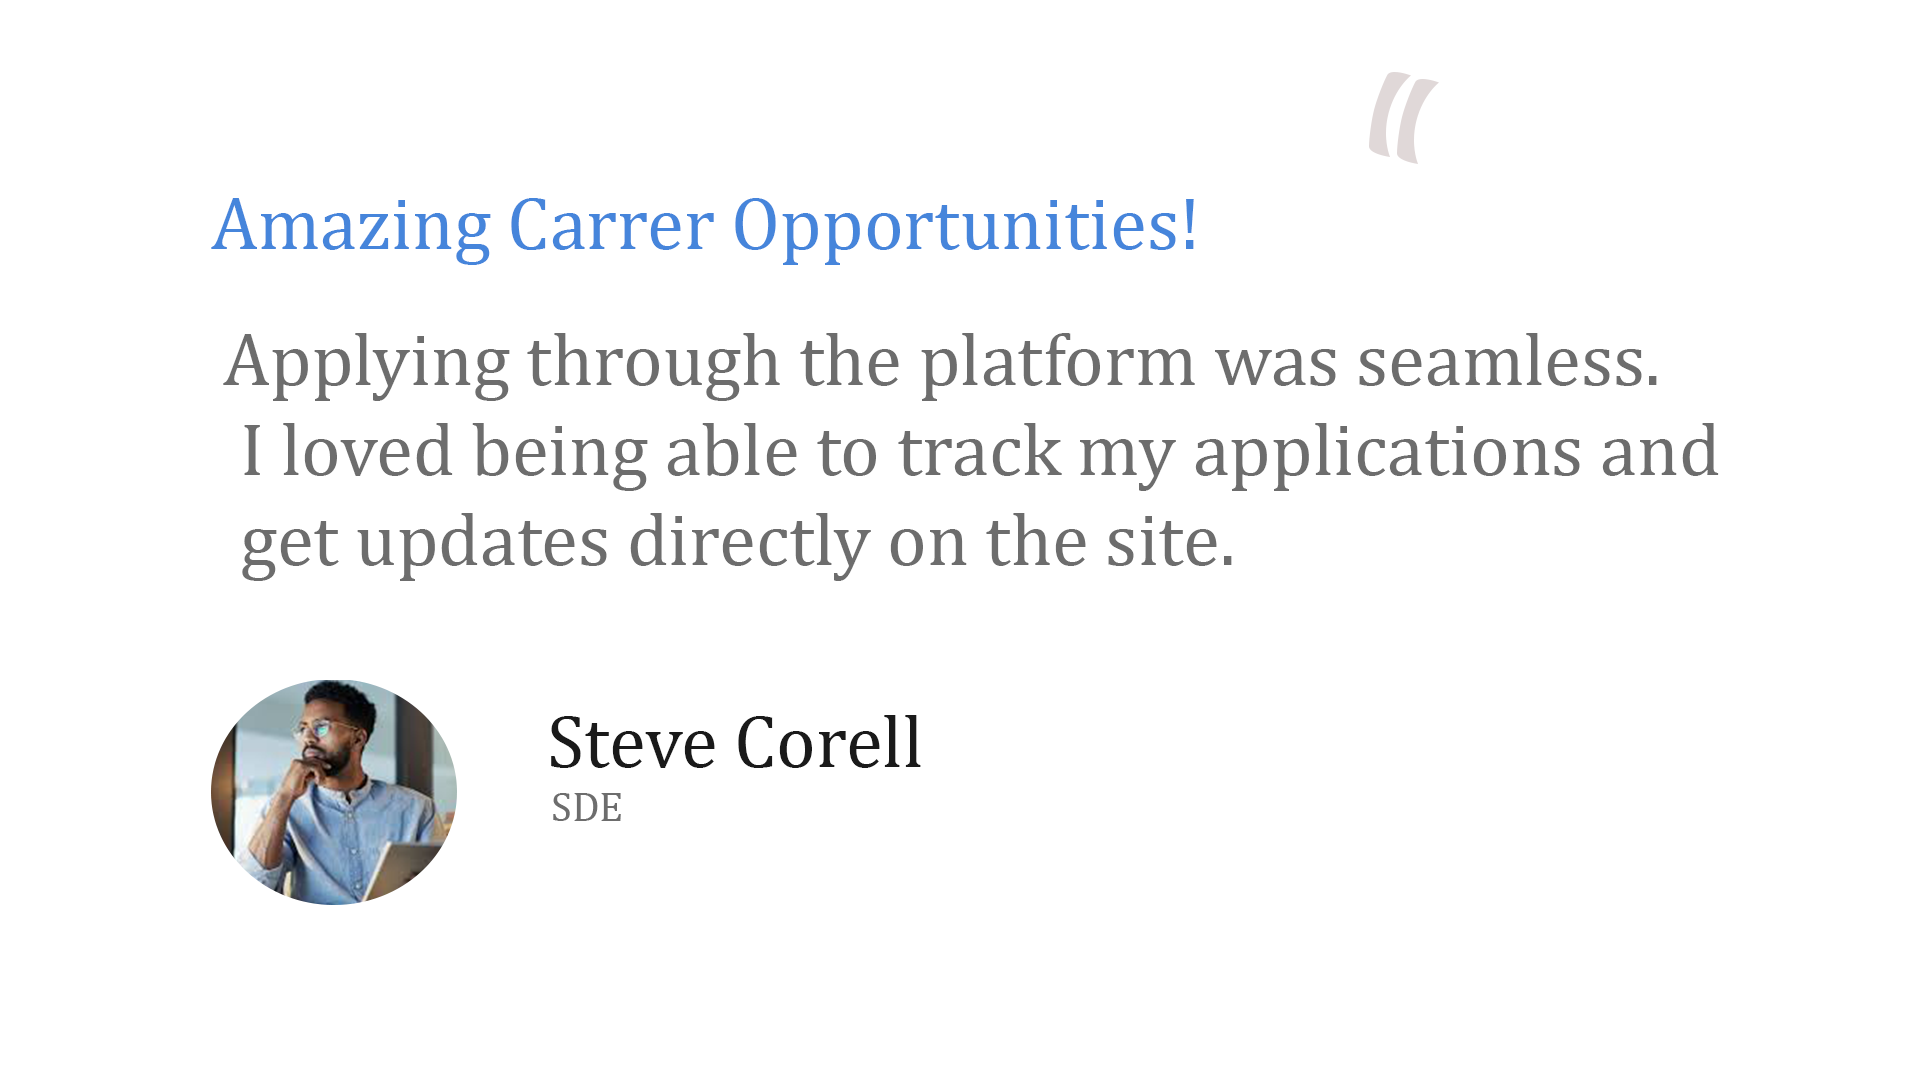 Amazing Carrer Opportunities!
Applying through the platform was seamless.
I loved being able to track my applications and
get updates directly on the site.
Steve Corell
SDE